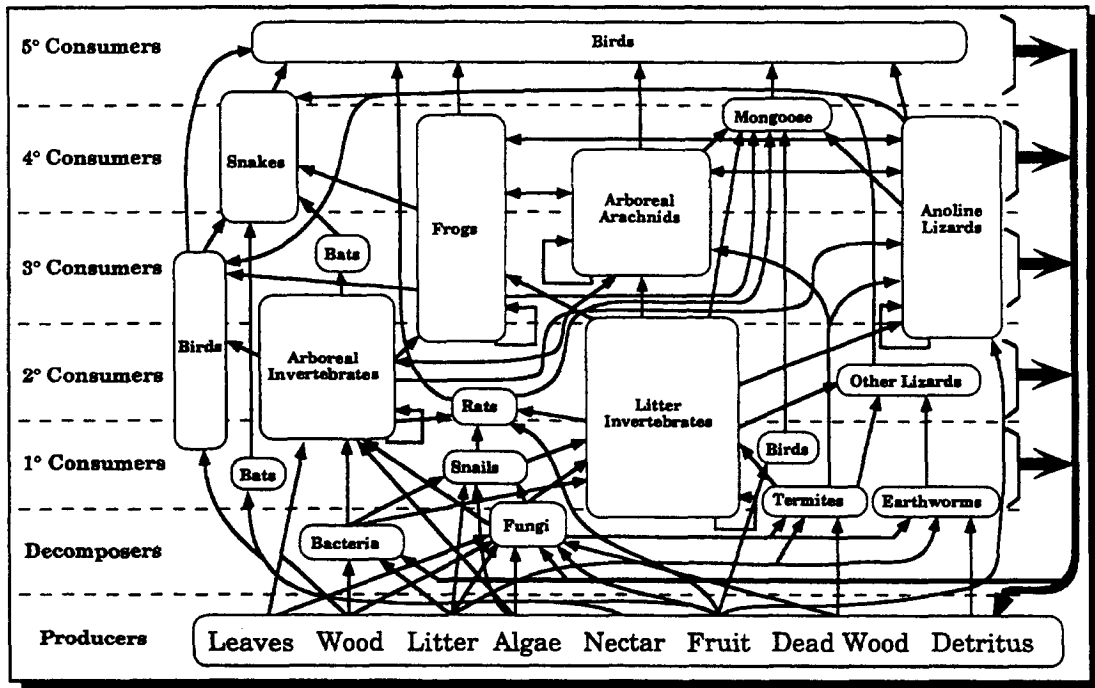 5° Consumers
Birds
Mongoose
4° Consumers
Snakes
Arboreal
Arachnids
Anoline
Lizards
Frogs
3° Consumers
Bats
Birds
Arboreal
Invertebrates
2° Consumers
Other Lizards
Rats
Litter
Invertebrates
1° Consumers
Birds
Bats
Snails
Termites
Earthworms
Fungi
Decomposers
Bacteria
Producers
Leaves Wood Litter Algae Nectar Fruit Dead Wood Detritus